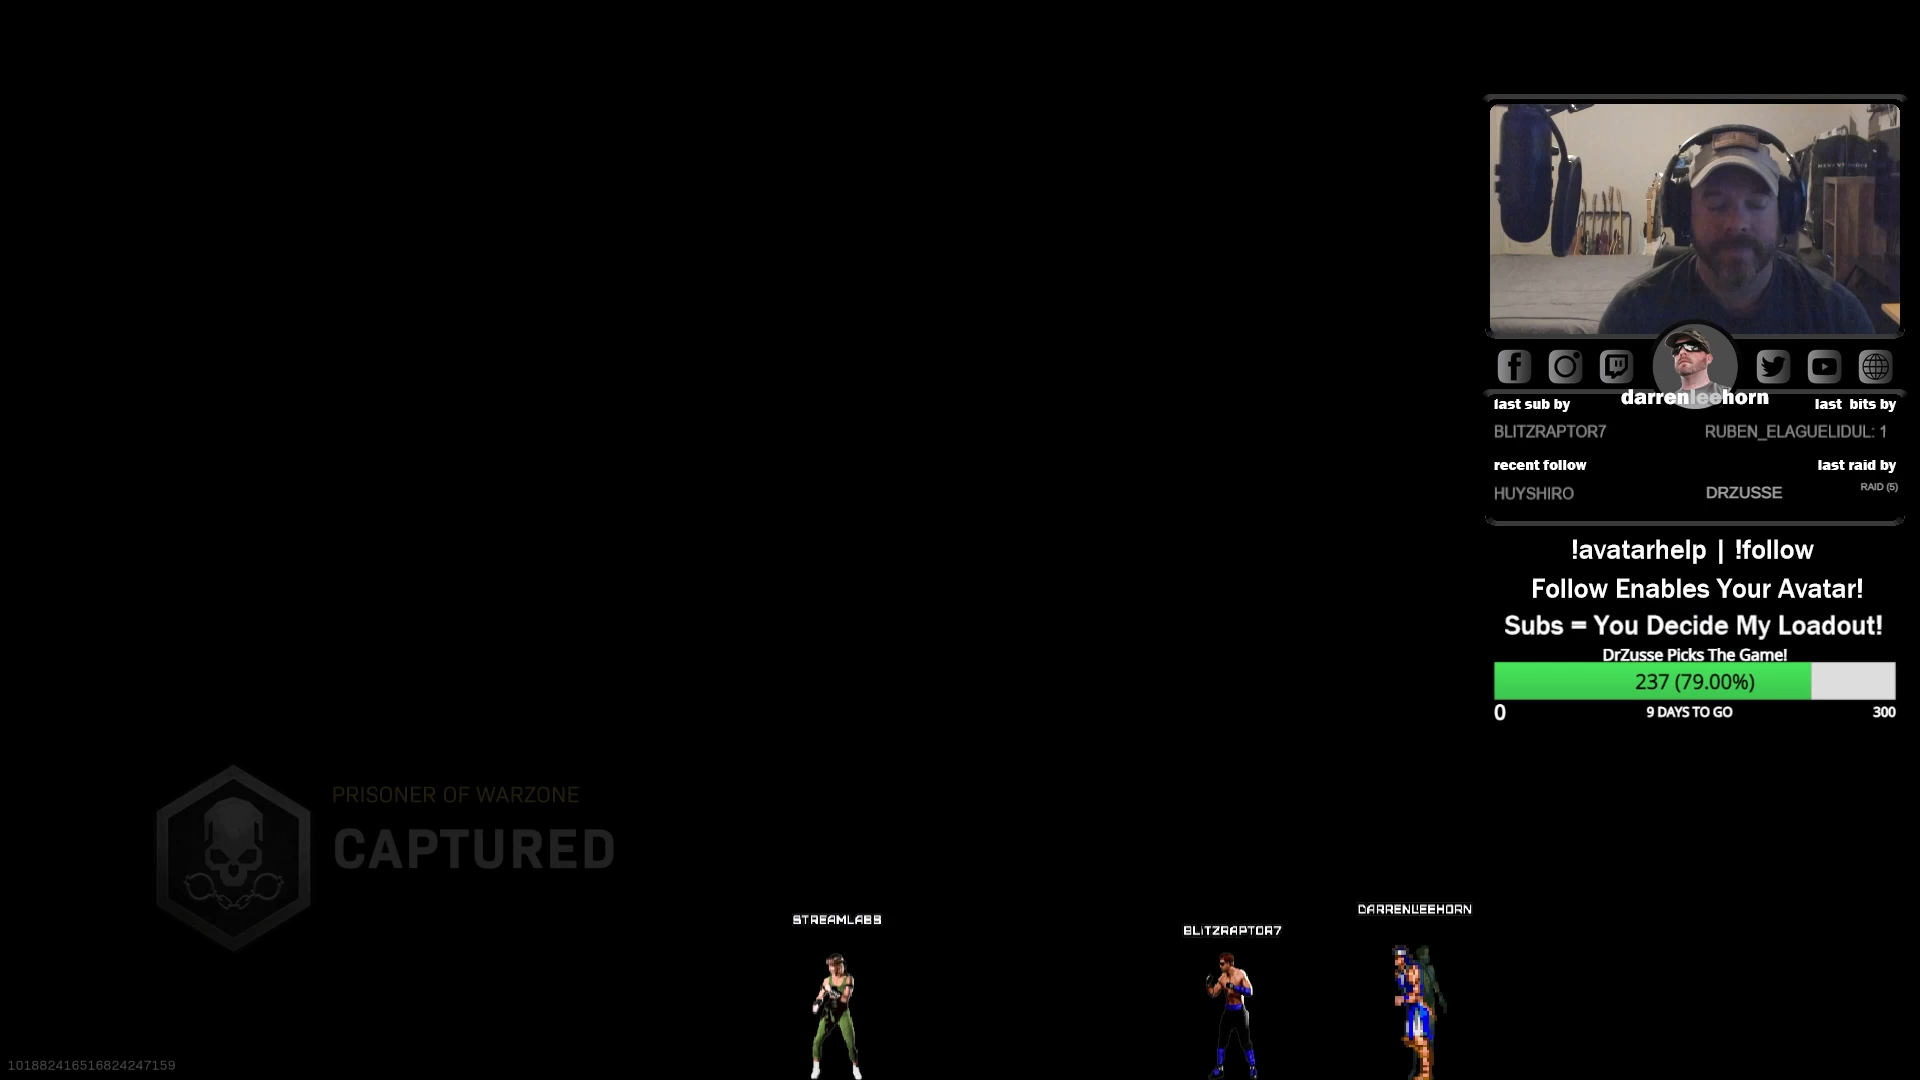 darrenleehorn
last sub by
last bits by
BLITZRAPTOR7
RUBEN_ELAGUELIDUL: 1
recent follow
last raid by
HUYSHIRO
DRZUSSE
RAID (5)
!avatarhelp | !follow
Follow Enables Your Avatar!
Subs = You Decide My Loadout!
DrZusse Picks The Game!
237 (79.00%)
0
9 DAYS TO GO
300
PRISONER OF WARZONE
CAPTURED
STREAMLABS
BLITZRAPTOR7
DARRENLEEHORN
101882416516824247159